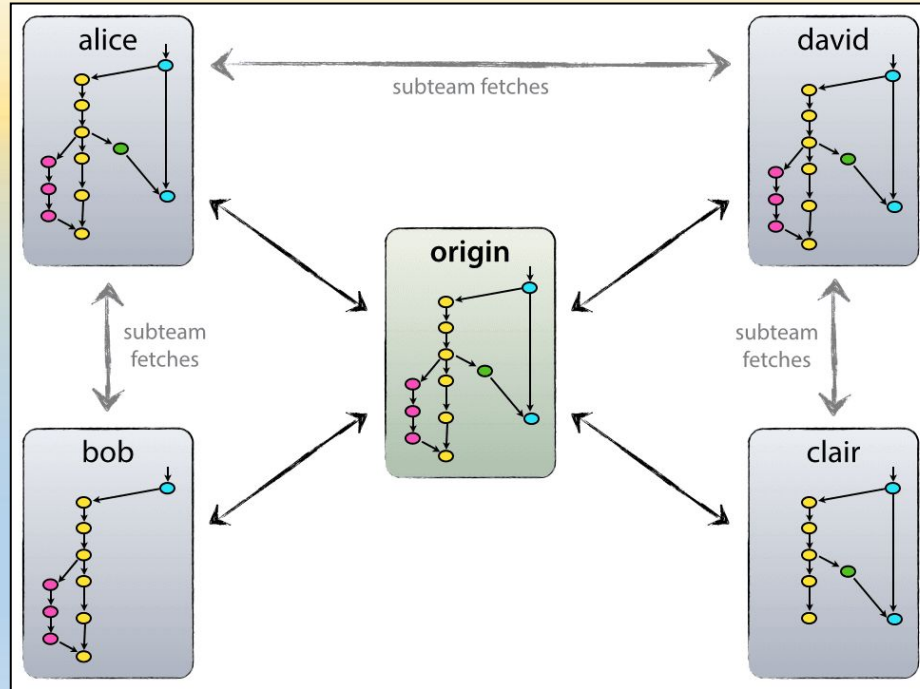 alice
david
subteam fetches
origin
subteam
fetches
subteam
fetches
bob
clair